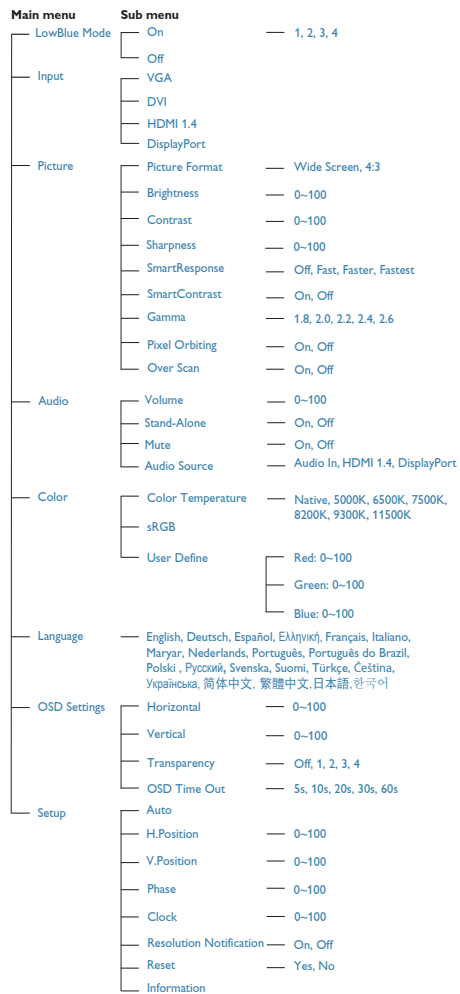 Main menu Sub menu
LowBlue Mode On 1, 2, 3, 4
Off
Input VGA
DVI
HDMI 1.4
DisplayPort
Picture Picture Format Wide Screen, 4:3
Brightness 0~100
Contrast 0~100
Sharpness 0~100
SmartResponse Off, Fast, Faster, Fastest
SmartContrast On, Off
Gamma 1.8, 2.0, 2.2, 2.4, 2.6
Pixel Orbiting On, Off
Over Scan On, Off
Audio Volume 0~100
Stand-Alone On, Off
Mute On, Off
Audio Source Audio In, HDMI 1.4, DisplayPort
Color Color Temperature Native, 5000K, 6500K, 7500K,
8200K, 9300K, 11500K
sRGB
User Define Red: 0~100
Green: 0~100
Blue: 0~100
Language English, Deutsch, Español, Ελληνική, Français, Italiano,
Maryar, Nederlands, Português, Português do Brazil,
Polski , Русский, Svenska, Suomi, Türkçe, Čeština,
Українська, 简体中文, 繁體中文,日本語,한국어
OSD Settings Horizontal 0~100
Vertical 0~100
Transparency Off, 1, 2, 3, 4
OSD Time Out 5s, 10s, 20s, 30s, 60s
Setup Auto
H.Position 0~100
V.Position 0~100
Phase 0~100
Clock 0~100
Resolution Notification On, Off
Reset Yes, No
Information